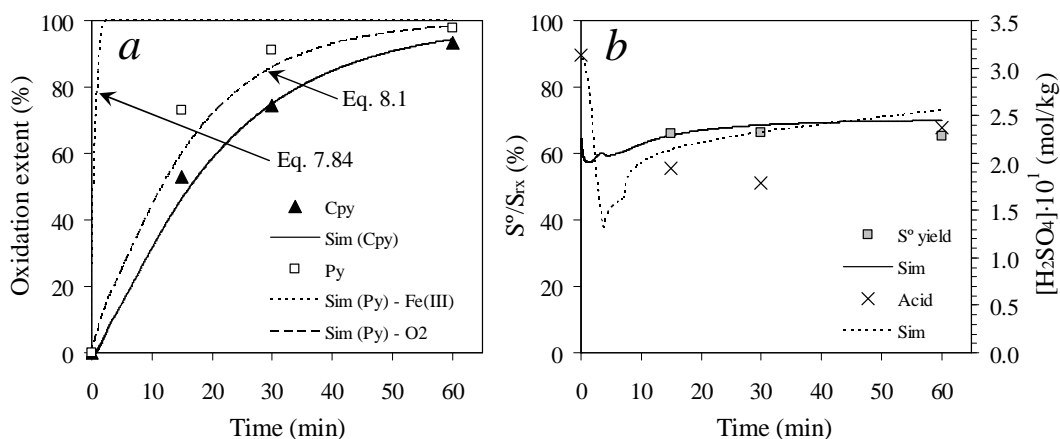 a
100
80
60
40
20
0
Oxidation extent (%)
Eq. 8.1
Eq. 7.84
Cpy
Sim (Cpy)
Py
Sim (Py) - Fe(III)
Sim (Py) - O2
0 10 20 30 40 50 60
Time (min)
b
100
80
60
40
20
0
Sº/Srx (%)
Sº yield
Sim
Acid
Sim
3.5
3.0
2.5
2.0
1.5
1.0
0.5
0.0
[H2SO4]·10¹ (mol/kg)
0 10 20 30 40 50 60
Time (min)